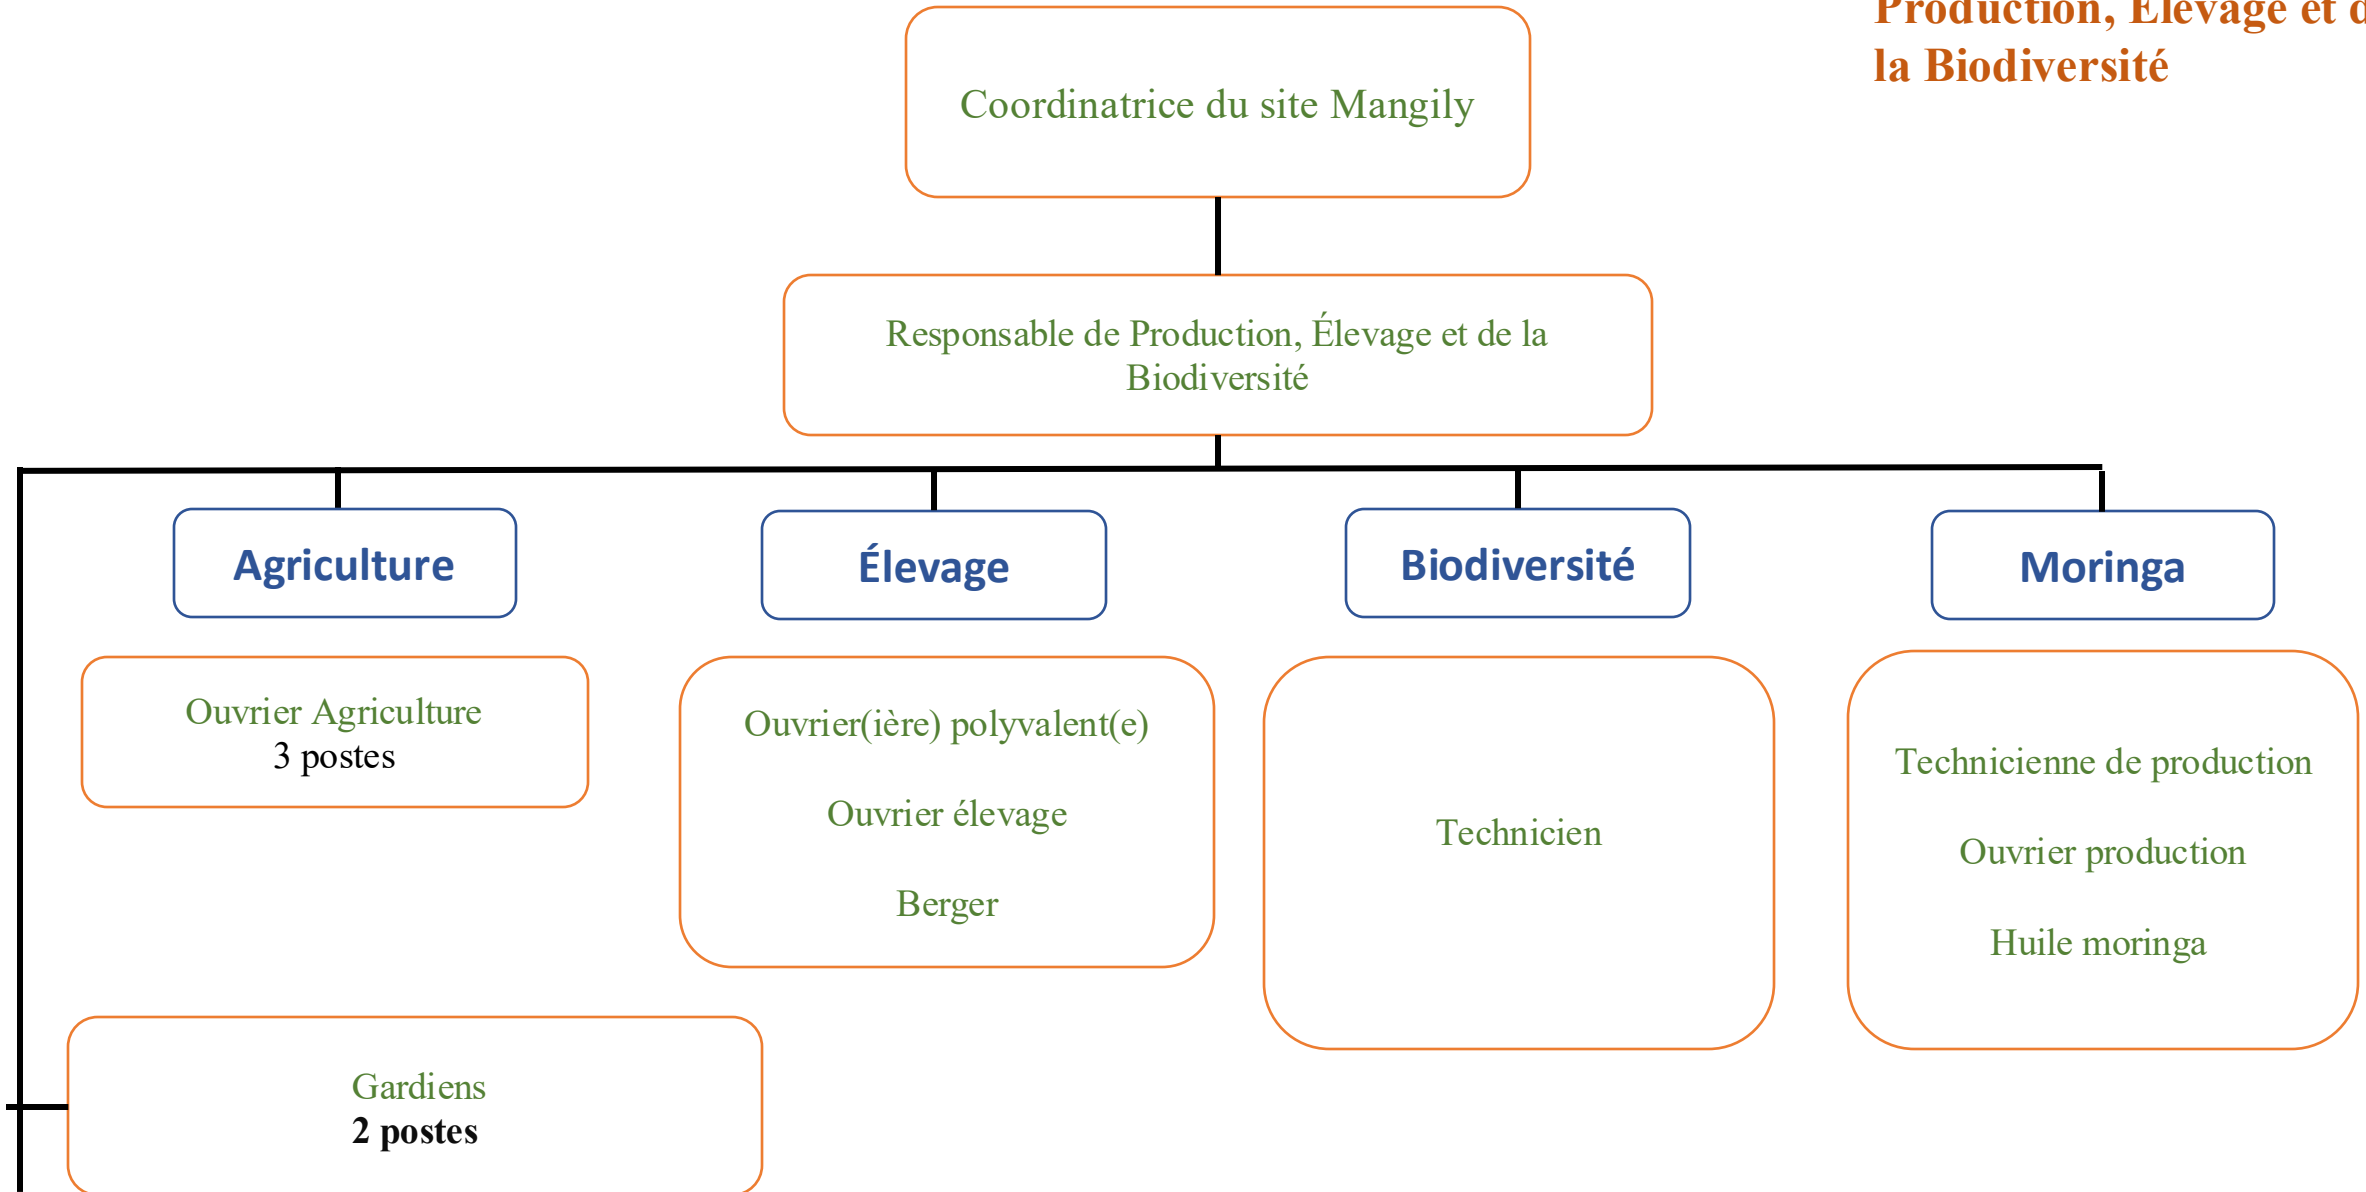 Production, Élevage et d
la Biodiversité
Coordinatrice du site Mangily
Responsable de Production, Élevage et de la
Biodiversité
Agriculture
Élevage
Biodiversité
Moringa
Ouvrier Agriculture
3 postes
Ouvrier(ière) polyvalent(e)
Ouvrier élevage
Berger
Technicien
Technicienne de production
Ouvrier production
Huile moringa
Gardiens
2 postes